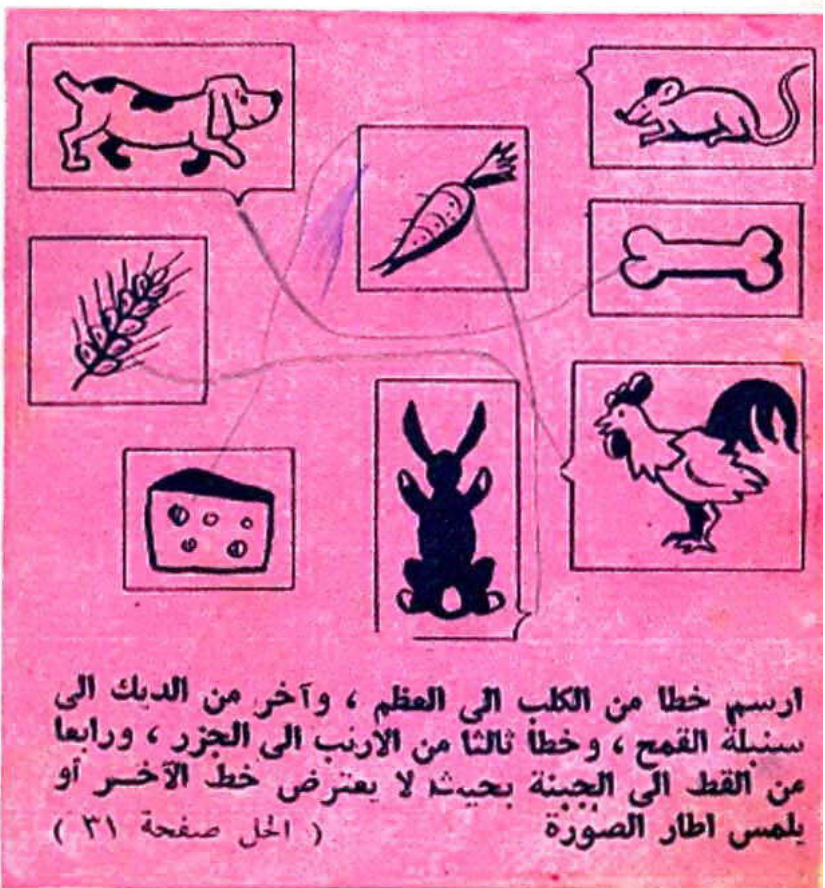 ارسم خطا من الكلب الى العظم ، وآخر من الديك الى
سنبلة القمح ، وخطا ثالثا من الارنب الى الجزر ، ورابعا
من القط الى الجبنة بحيث لا يعترض خط الآخر أو
يلمس اطار الصورة ( الحل صفحة ٣١ )